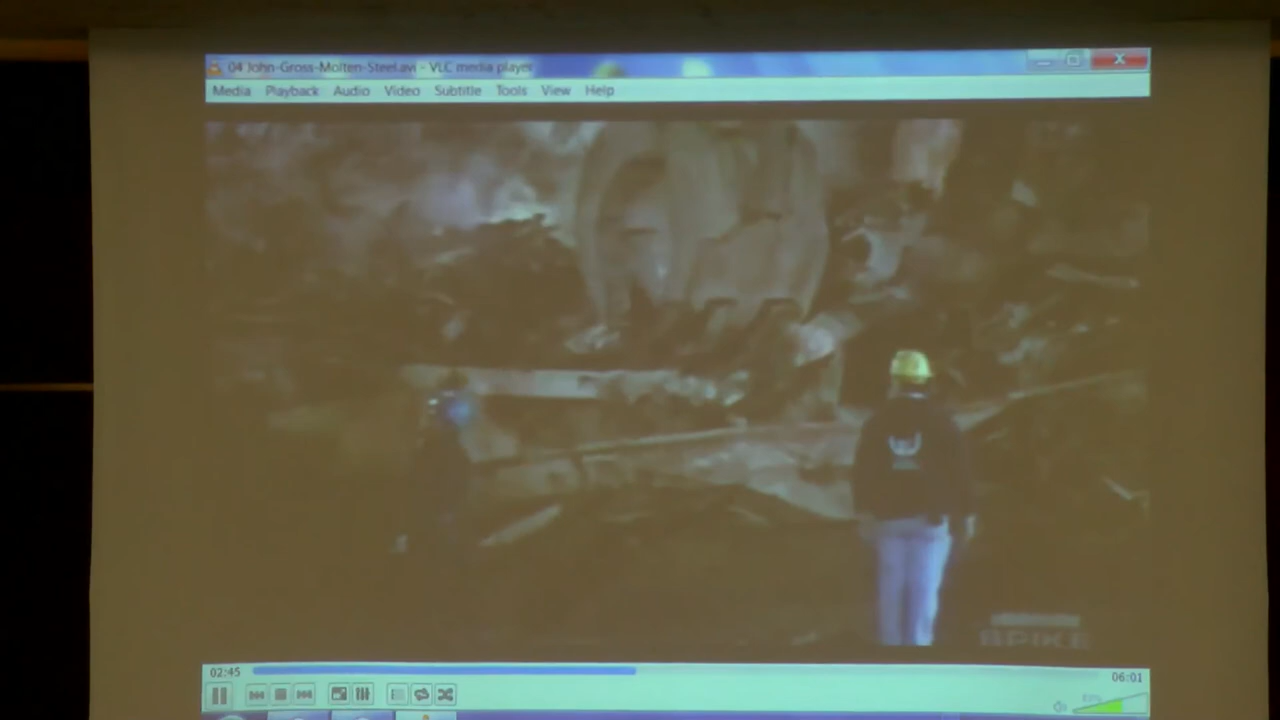 04 John-Gross-Molten-Steel.avi - VLC media player
Media Playback Audio Video Subtitle Tools View Help
SPIKE
02:45
06:01
83%